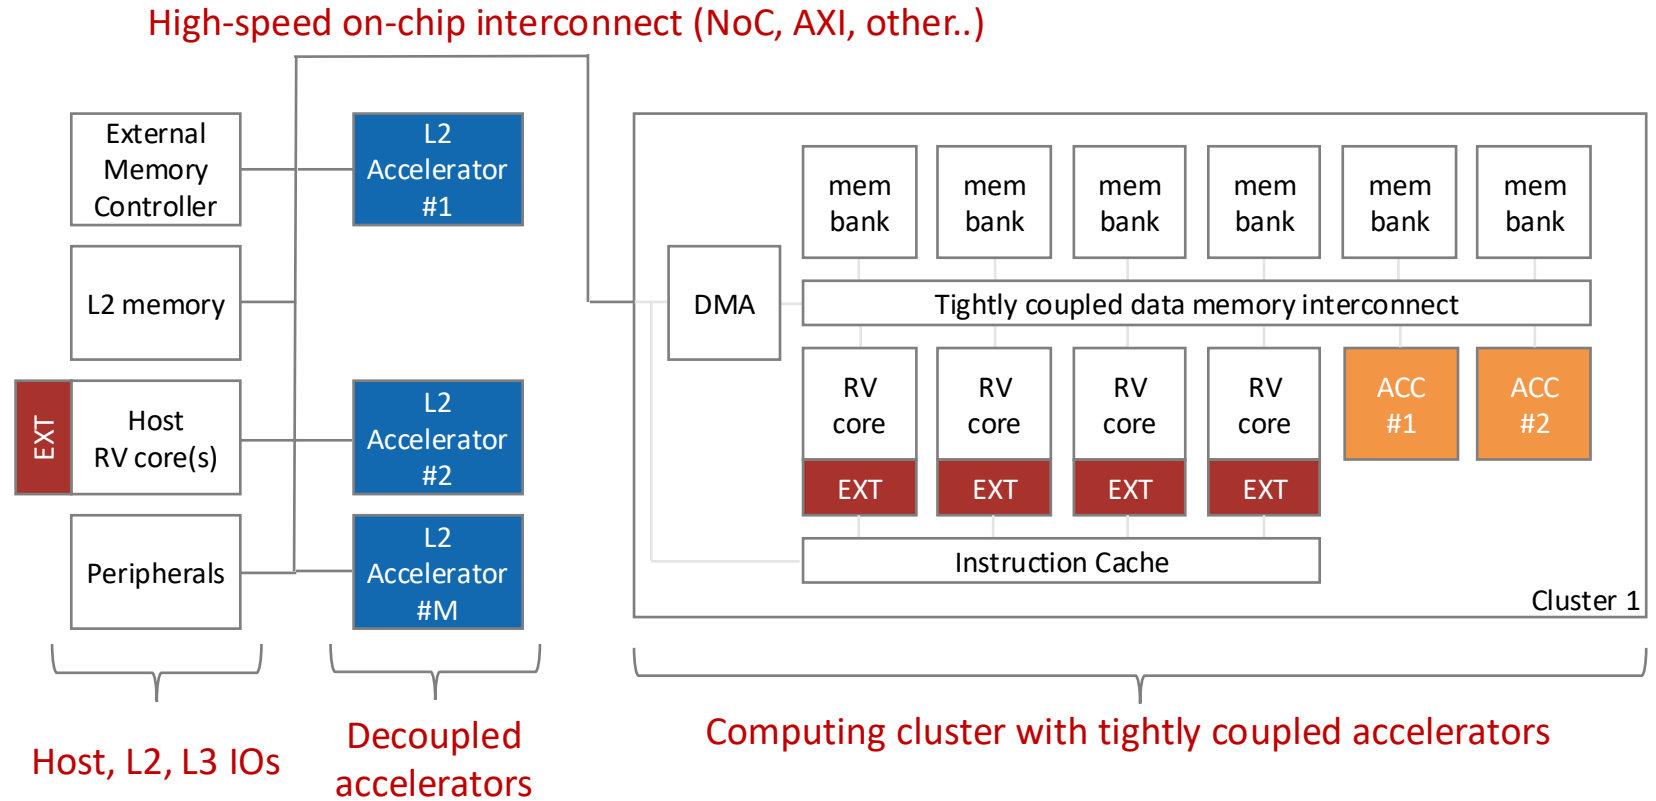 High-speed on-chip interconnect (NoC, AXI, other..)
External
Memory
Controller
L2 memory
EXT
Host
RV core(s)
Peripherals
L2
Accelerator
#1
L2
Accelerator
#2
L2
Accelerator
#M
DMA
mem
bank
mem
bank
mem
bank
mem
bank
mem
bank
mem
bank
Tightly coupled data memory interconnect
RV
core
EXT
RV
core
EXT
RV
core
EXT
RV
core
EXT
ACC
#1
ACC
#2
Instruction Cache
Cluster 1
Host, L2, L3 IOs
Decoupled
accelerators
Computing cluster with tightly coupled accelerators